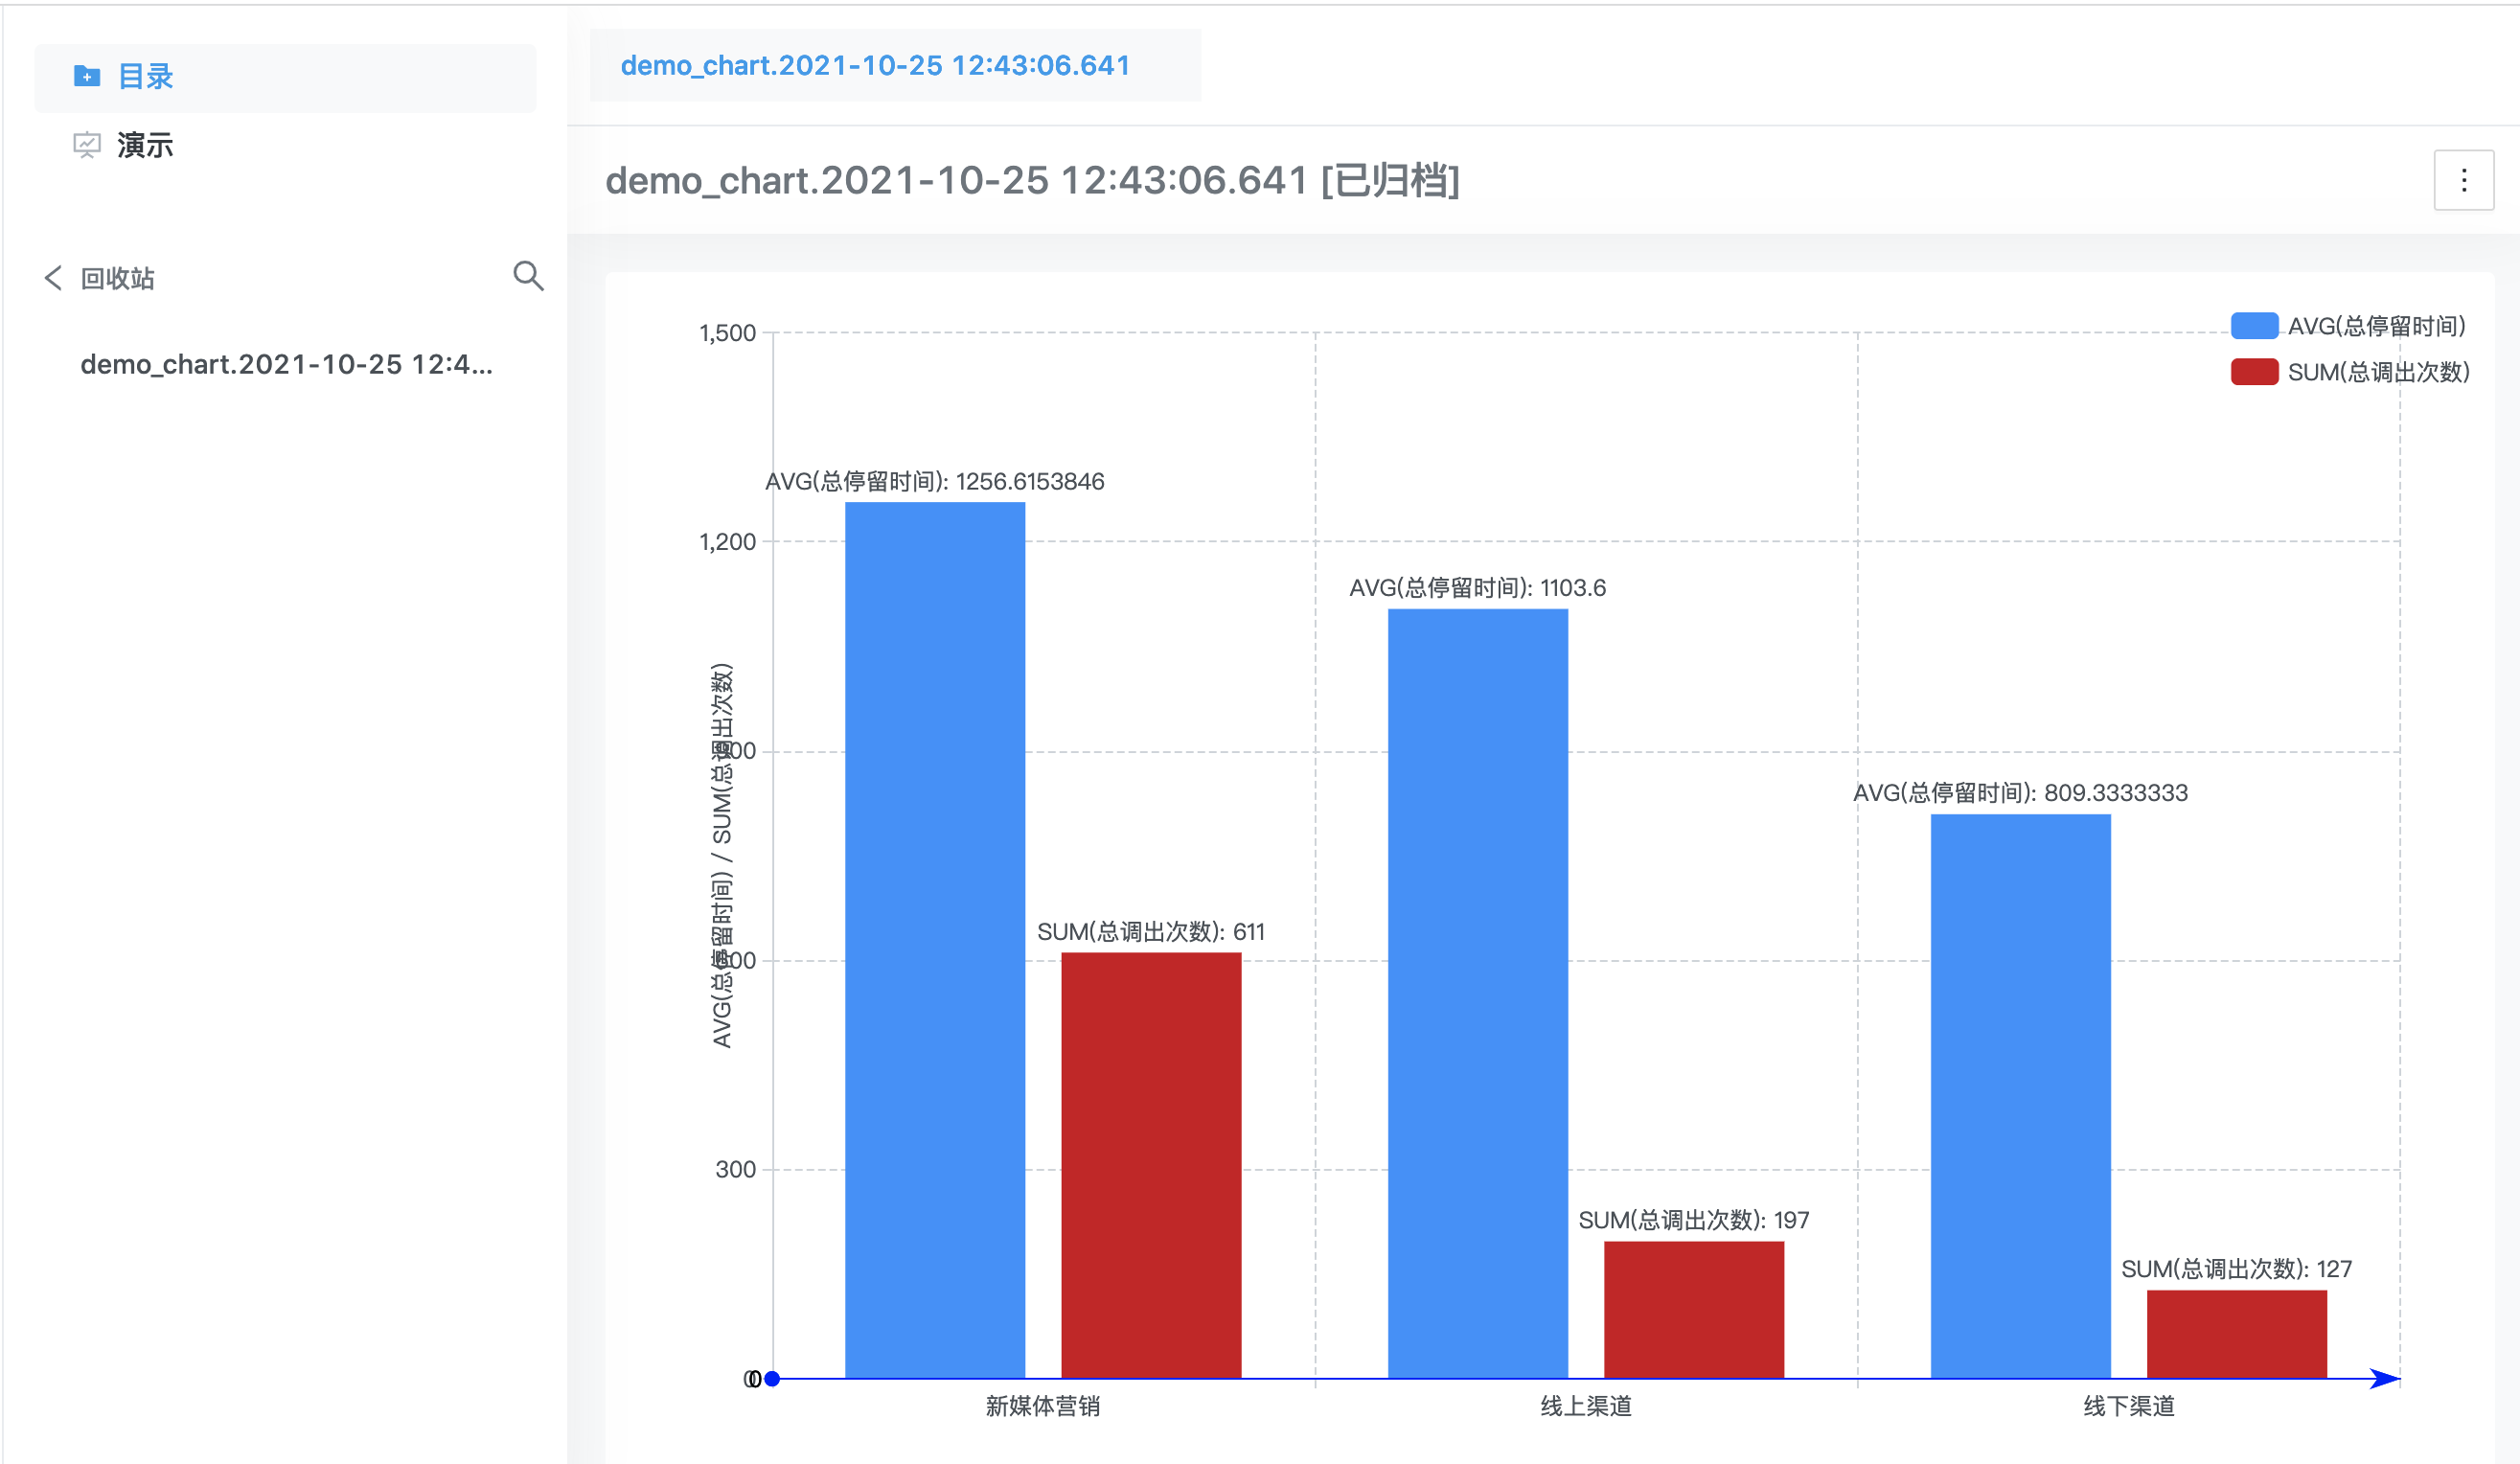 目录
演示
回收站
demo_chart.2021-10-25 12:4...
demo_chart.2021-10-25 12:43:06.641
demo_chart.2021-10-25 12:43:06.641 [已归档]
AVG(总停留时间)
SUM(总调出次数)
AVG(总停留时间) / SUM(总调出次数)
1,500
1,200
300
0
AVG(总停留时间): 1256.6153846
SUM(总调出次数): 611
AVG(总停留时间): 1103.6
SUM(总调出次数): 197
AVG(总停留时间): 809.3333333
SUM(总调出次数): 127
新媒体营销
线上渠道
线下渠道